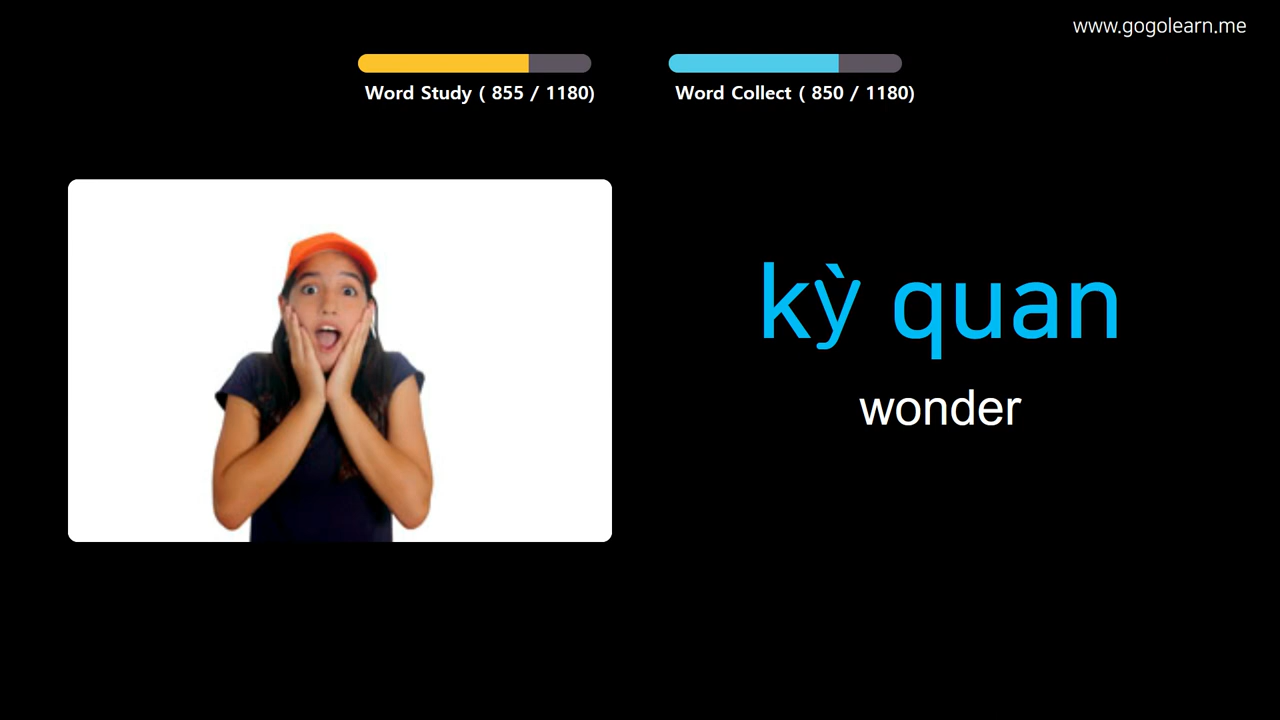 www.gogolearn.me
Word Study ( 855 / 1180)
Word Collect ( 850 / 1180)
kỳ quan
wonder